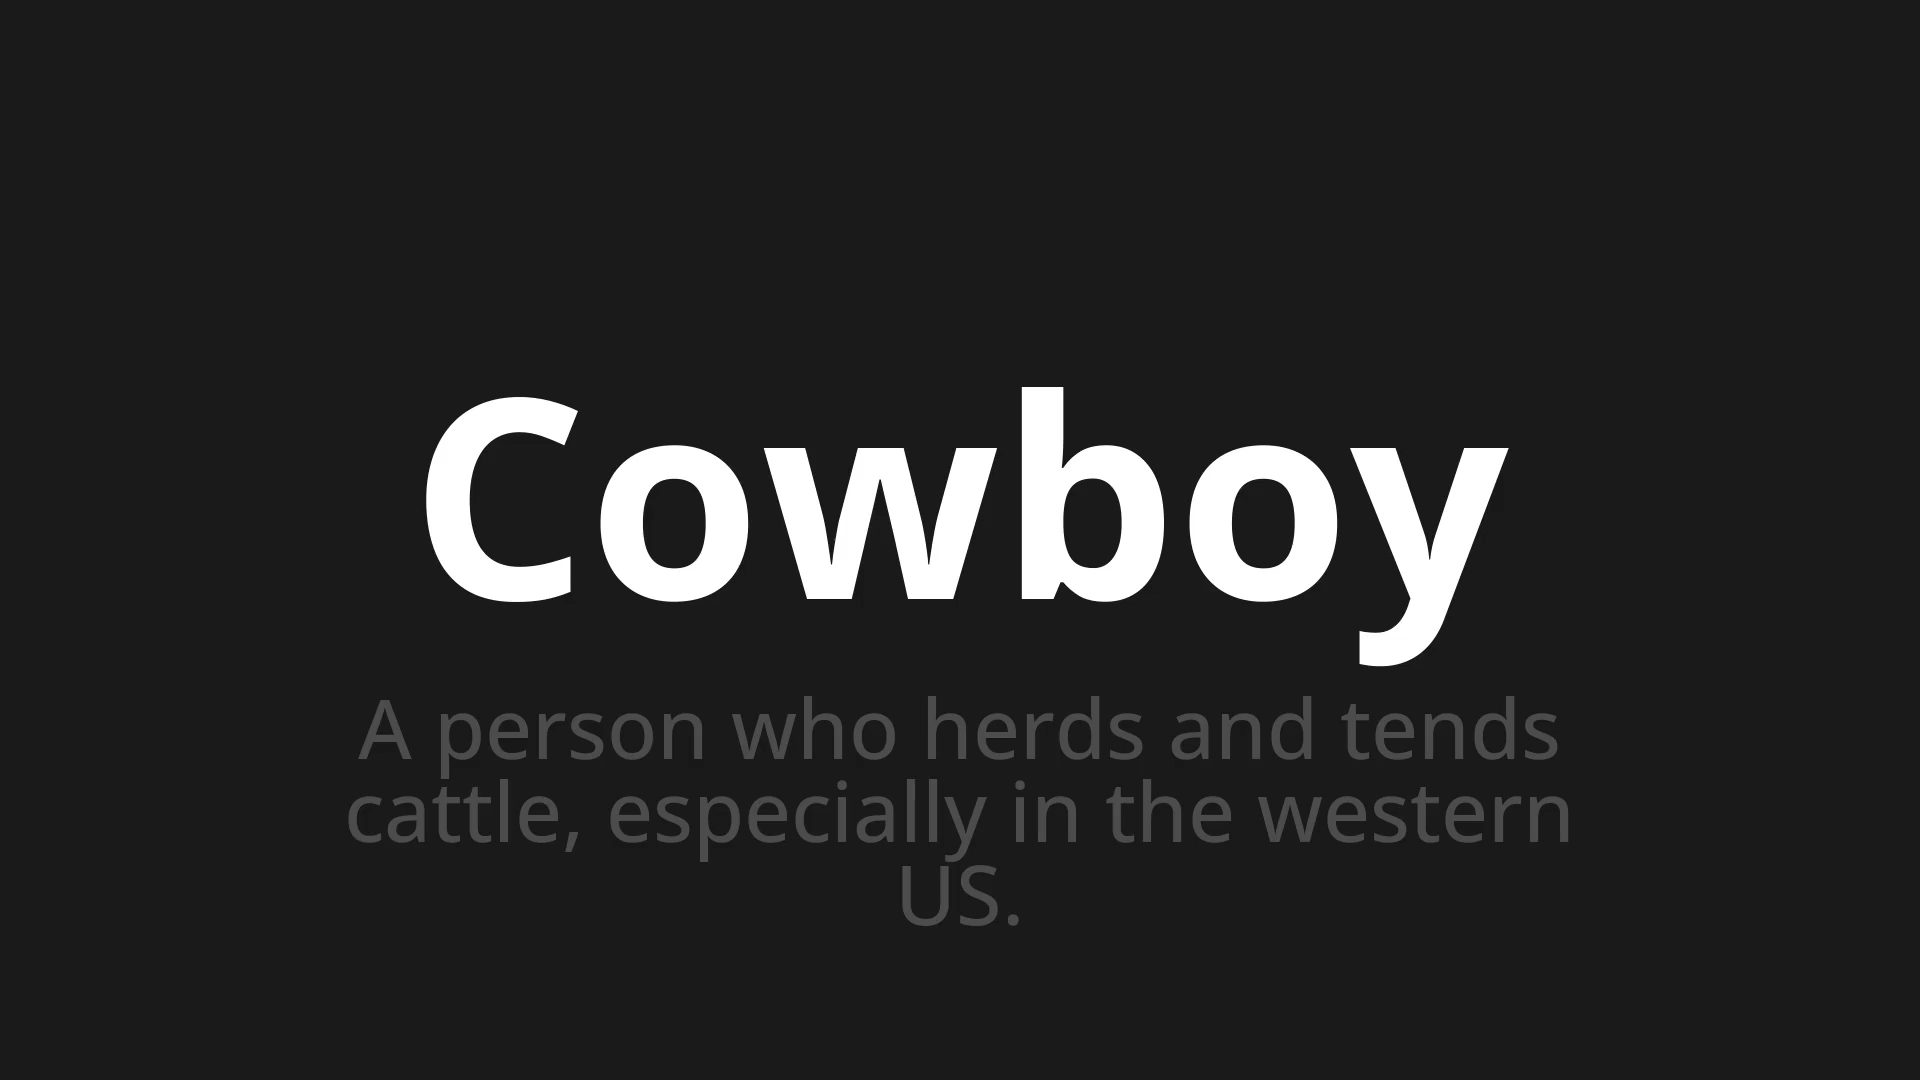 Cowboy
A person who herds and tends
cattle, especially in the western
US.